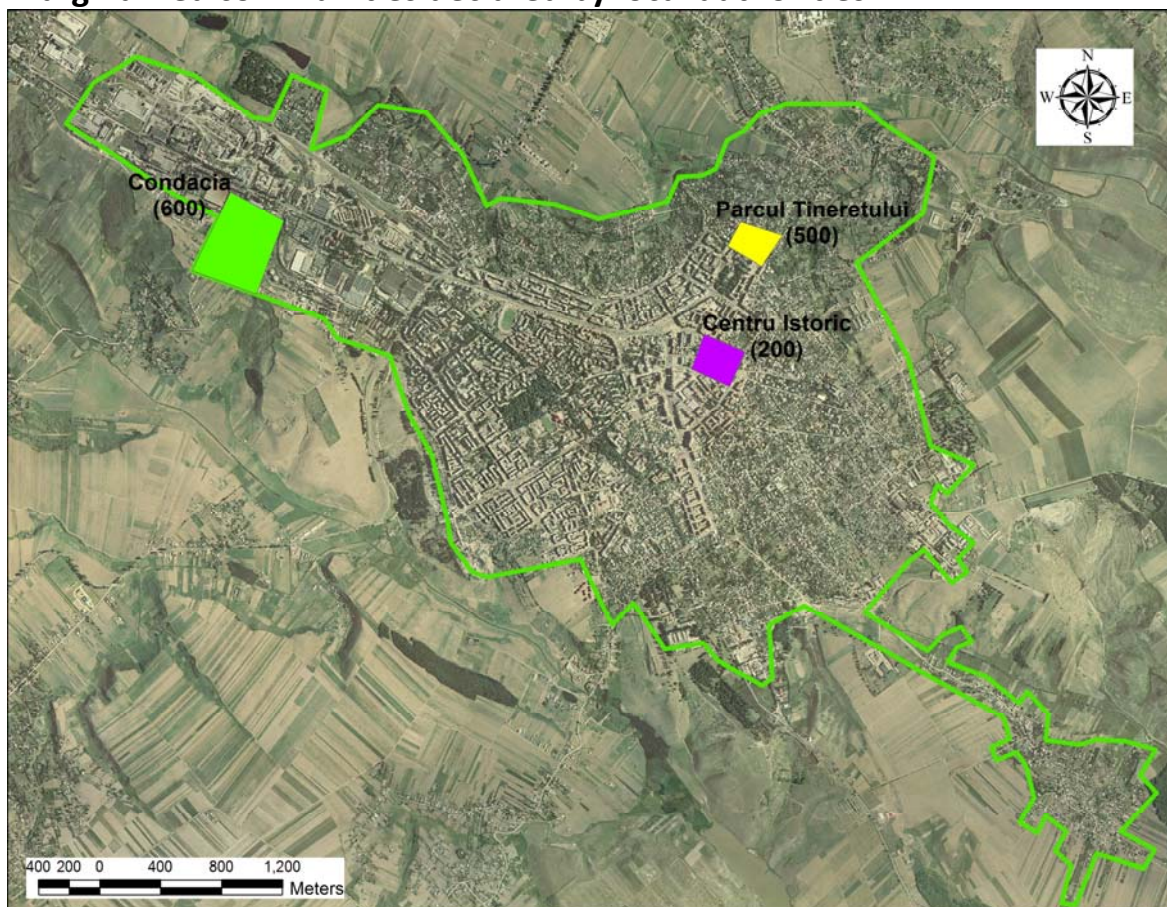 N
W E
S
Condacia
(600)
Parcul Tineretului
(500)
Centru Istoric
(200)
400 200 0 400 800 1,200
Meters